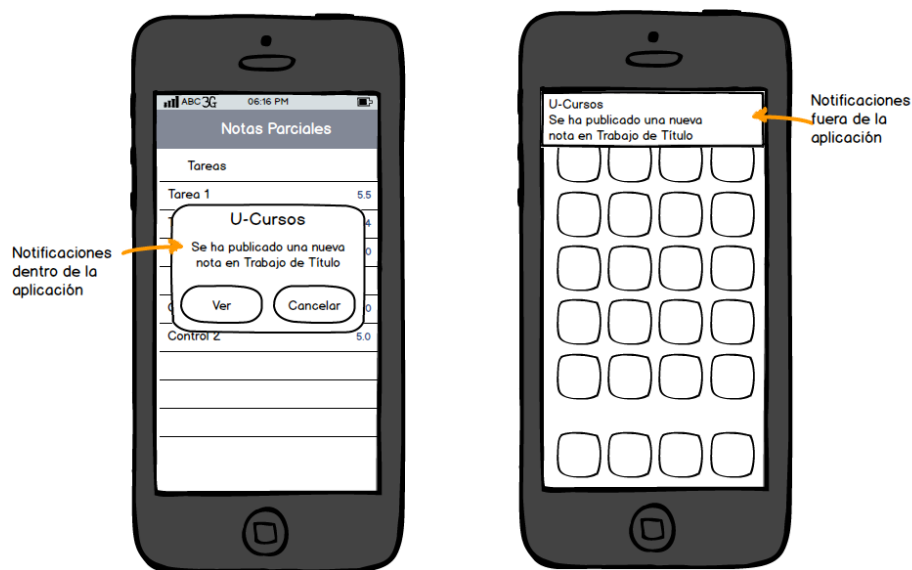 ABC 3G 06:16 PM
Notas Parciales
Tareas
Tarea 1 5.5
U-Cursos
Se ha publicado una nueva
nota en Trabajo de Título
Ver Cancelar
Control 2 5.0
Notificaciones
dentro de la
aplicación
U-Cursos
Se ha publicado una nueva
nota en Trabajo de Título
Notificaciones
fuera de la
aplicación